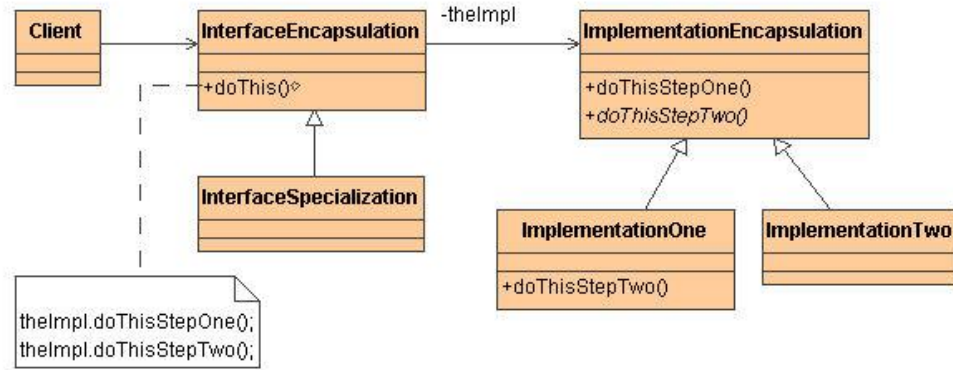 -theImpl
Client
InterfaceEncapsulation
ImplementationEncapsulation
+doThis()
+doThisStepOne()
+doThisStepTwo()
InterfaceSpecialization
ImplementationOne
ImplementationTwo
+doThisStepTwo()
theImpl.doThisStepOne();
theImpl.doThisStepTwo();